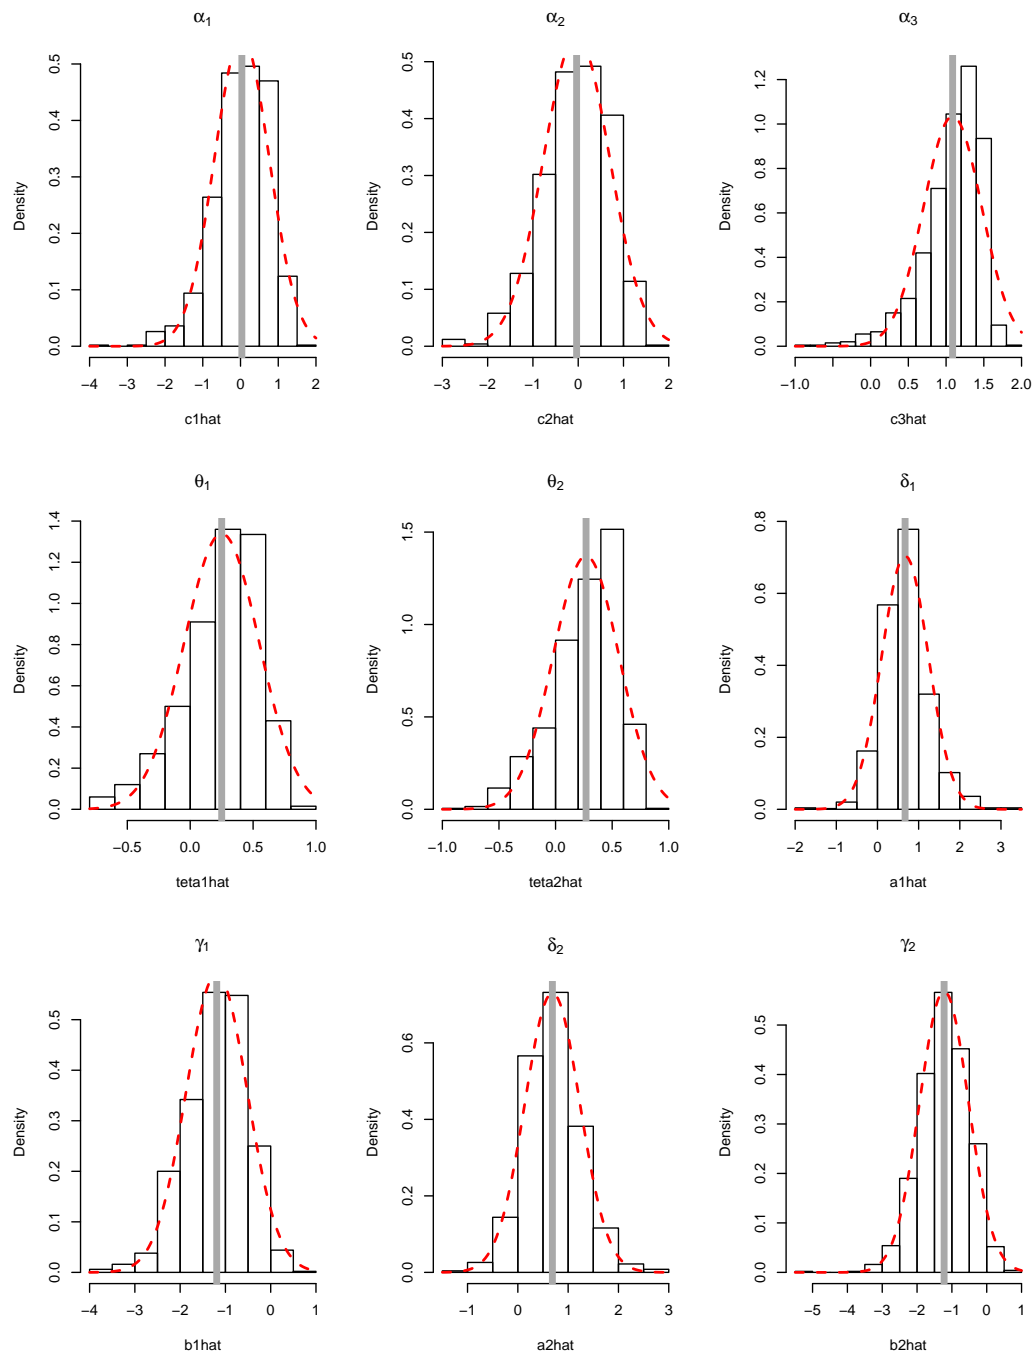 α1
Density
0.0 0.1 0.2 0.3 0.4 0.5
−4 −3 −2 −1 0 1 2
c1hat
α2
Density
0.0 0.1 0.2 0.3 0.4 0.5
−3 −2 −1 0 1 2
c2hat
α3
Density
0.0 0.2 0.4 0.6 0.8 1.0 1.2
−1.0 0.0 0.5 1.0 1.5 2.0
c3hat
θ1
Density
0.0 0.2 0.4 0.6 0.8 1.0 1.2 1.4
−0.5 0.0 0.5 1.0
teta1hat
θ2
Density
0.0 0.5 1.0 1.5
−1.0 −0.5 0.0 0.5 1.0
teta2hat
δ1
Density
0.0 0.2 0.4 0.6 0.8
−2 −1 0 1 2 3
a1hat
γ1
Density
0.0 0.1 0.2 0.3 0.4 0.5
−4 −3 −2 −1 0 1
b1hat
δ2
Density
0.0 0.2 0.4 0.6
−1 0 1 2 3
a2hat
γ2
Density
0.0 0.1 0.2 0.3 0.4 0.5
−5 −4 −3 −2 −1 0 1
b2hat